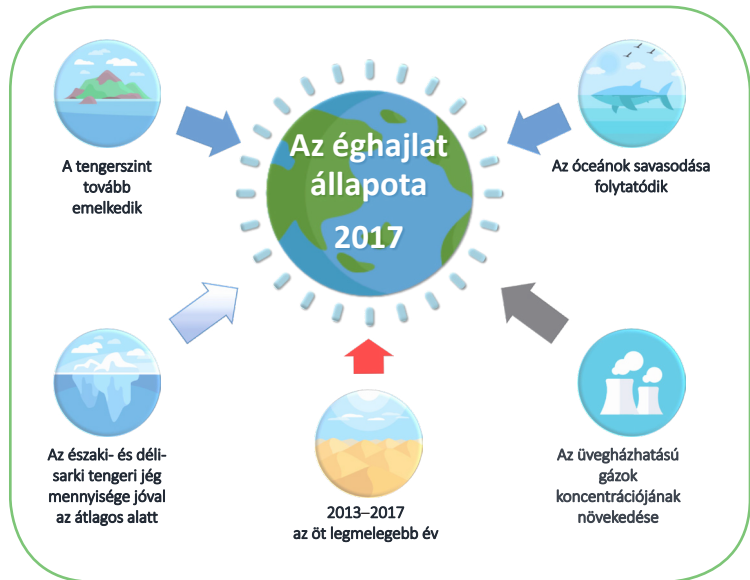 Az éghajlat
állapota
2017
A tengerszint
tovább
emelkedik
Az óceánok savasodása
folytatódik
Az északi- és déli-
sarki tengeri jég
mennyisége jóval
az átlagos alatt
2013–2017
az öt legmelegebb év
Az üvegházhatású
gázok
koncentrációjának
növekedése